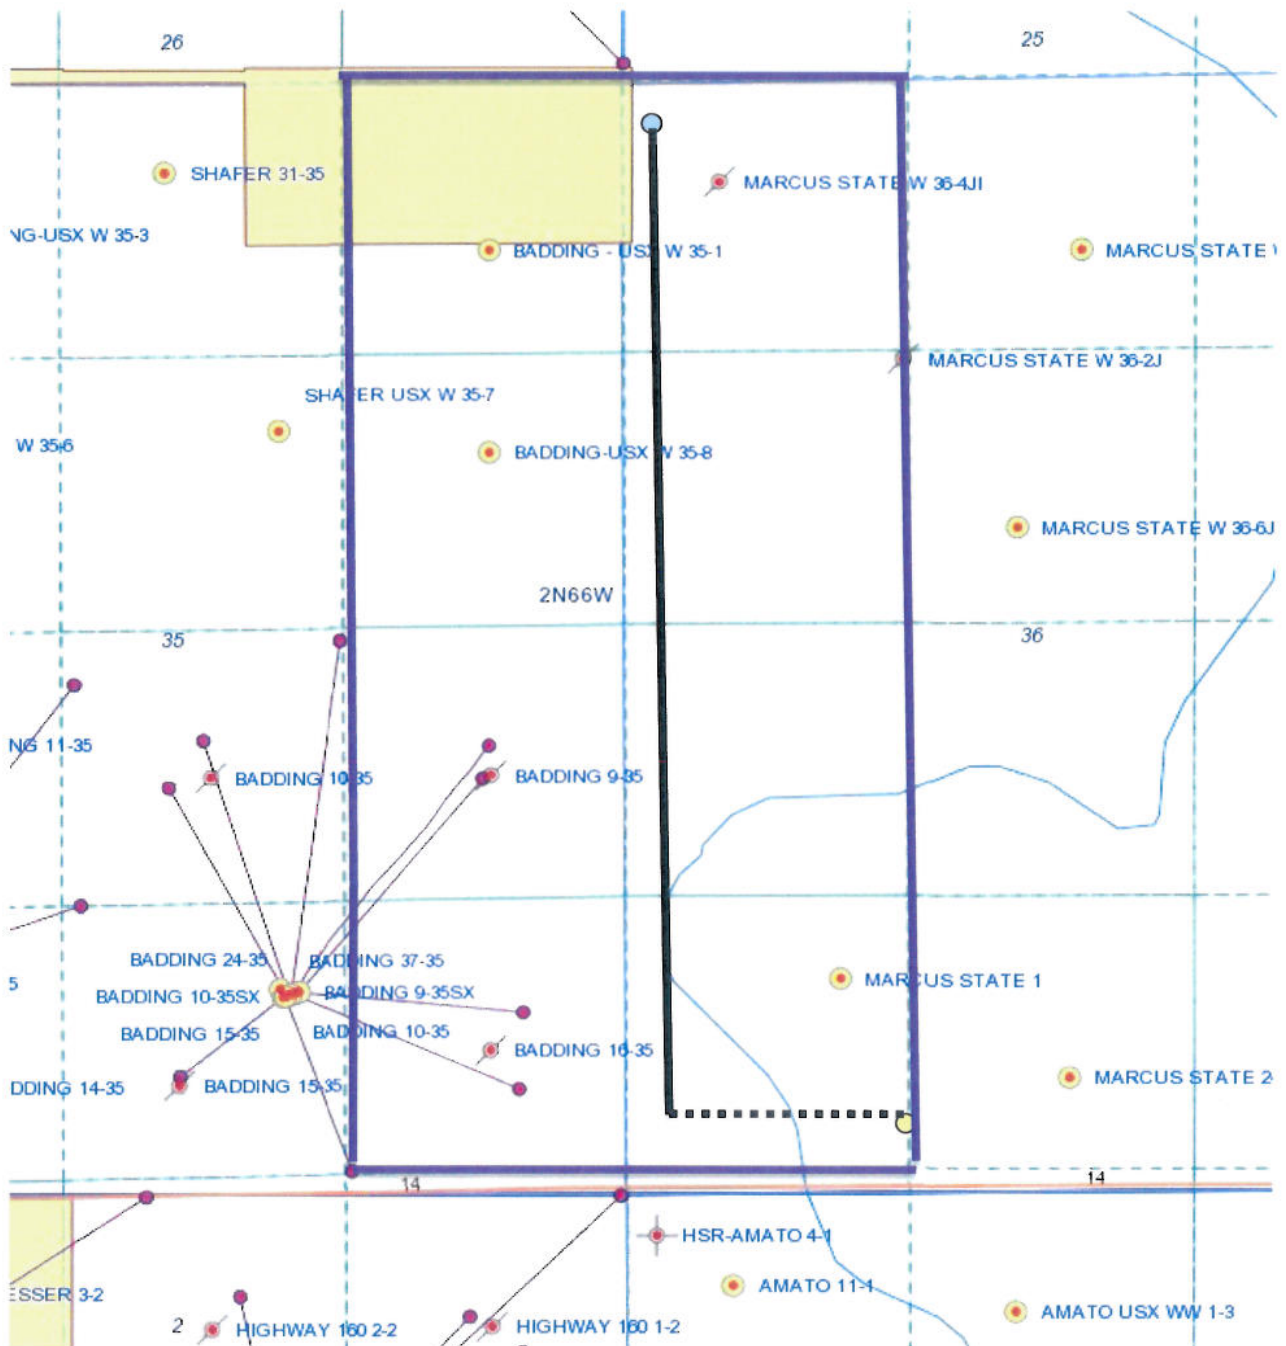 26
25
SHAFER 31-35
MARCUS STATE W 36-4JI
NG-USX W 35-3
BADDING - USX W 35-1
MARCUS STATE
MARCUS STATE W 36-2J
SHAFER USX W 35-7
W 35-6
BADDING-USX W 35-8
MARCUS STATE W 36-6J
2N66W
35
36
NG 11-35
BADDING 10-35
BADDING 9-35
BADDING 24-35
BADDING 37-35
5
BADDING 10-35SX
BADDING 9-35SX
MARCUS STATE 1
BADDING 15-35
BADDING 10-35
BADDING 16-35
DDING 14-35
BADDING 15-35
MARCUS STATE 2-
14
14
HSR-AMATO 4-1
AMATO 11-1
ESSER 3-2
AMATO USX WW 1-3
2
HIGHWAY 160 2-2
HIGHWAY 160 1-2